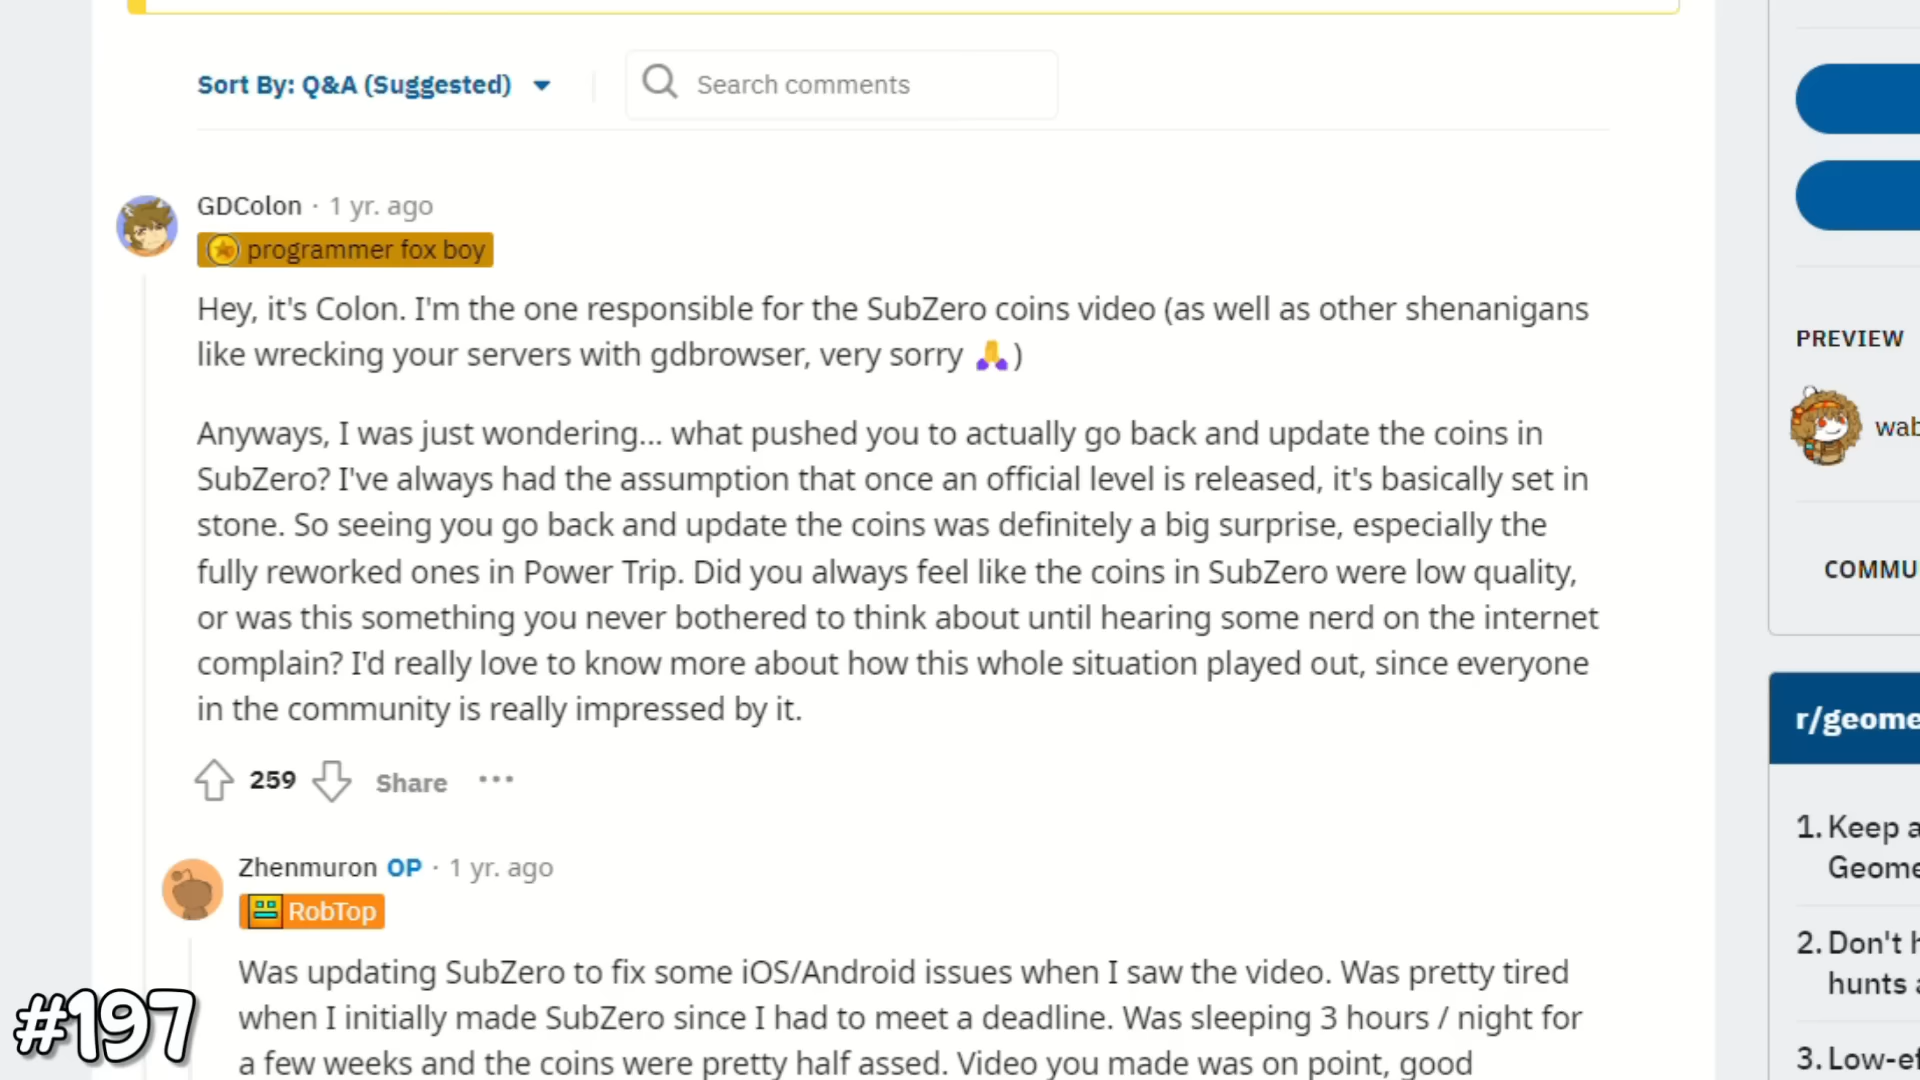 Sort By: Q&A (Suggested)
Search comments
GDColon · 1 yr. ago
programmer fox boy
Hey, it's Colon. I'm the one responsible for the SubZero coins video (as well as other shenanigans
like wrecking your servers with gdbrowser, very sorry 🙏)
Anyways, I was just wondering... what pushed you to actually go back and update the coins in
SubZero? I've always had the assumption that once an official level is released, it's basically set in
stone. So seeing you go back and update the coins was definitely a big surprise, especially the
fully reworked ones in Power Trip. Did you always feel like the coins in SubZero were low quality,
or was this something you never bothered to think about until hearing some nerd on the internet
complain? I'd really love to know more about how this whole situation played out, since everyone
in the community is really impressed by it.
259 Share ...
Zhenmuron OP · 1 yr. ago
RobTop
Was updating SubZero to fix some iOS/Android issues when I saw the video. Was pretty tired
when I initially made SubZero since I had to meet a deadline. Was sleeping 3 hours / night for
a few weeks and the coins were pretty half assed. Video you made was on point, good
#197
PREVIEW
wab
COMMU
r/geome
1. Keep a
Geome
2. Don't h
hunts a
3. Low-ef